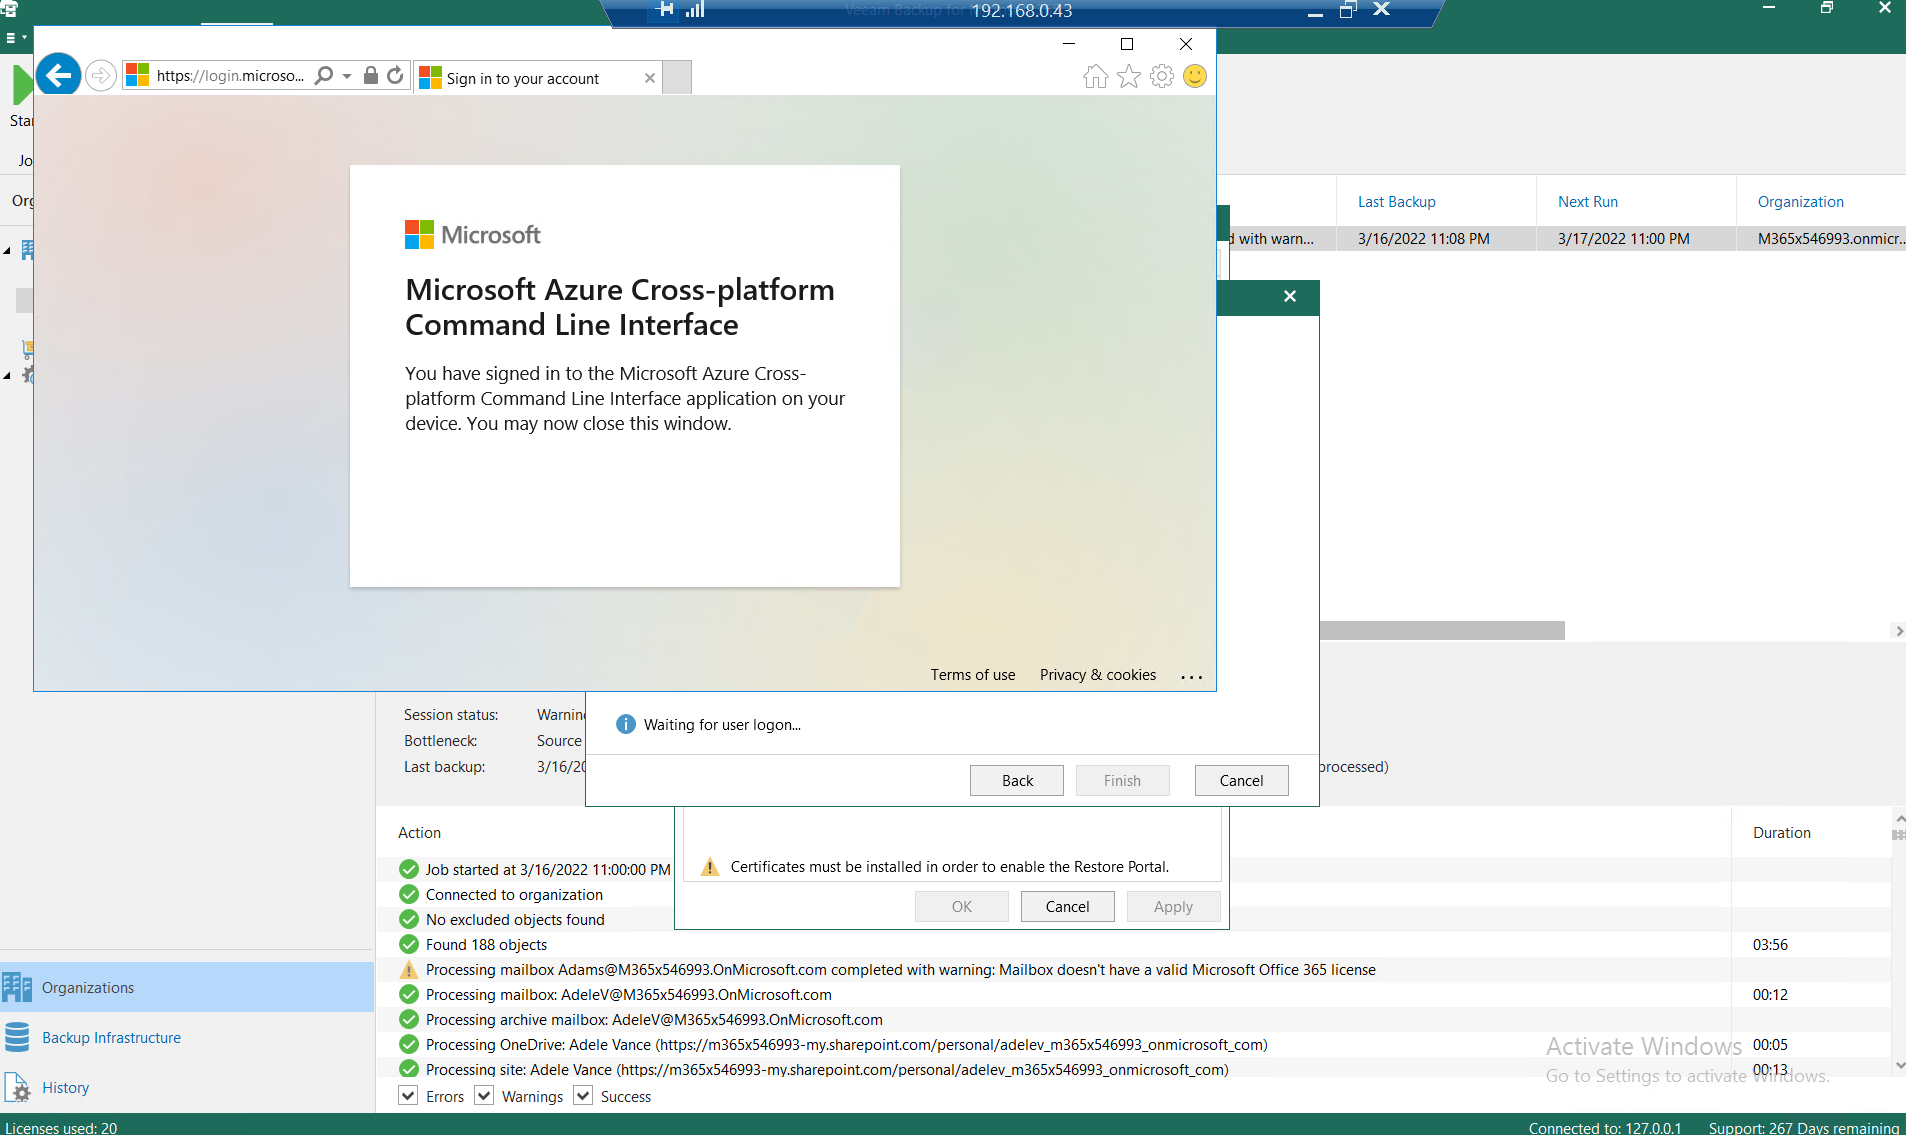 Veeam Backup for
192.168.0.43
https://login.microso...
Sign in to your account
Star
Jo
Org
Microsoft
Microsoft Azure Cross-platform
Command Line Interface
You have signed in to the Microsoft Azure Cross-
platform Command Line Interface application on your
device. You may now close this window.
Terms of use
Privacy & cookies
...
Last Backup
Next Run
Organization
d with warn...
3/16/2022 11:08 PM
3/17/2022 11:00 PM
M365x546993.onmicr...
Session status:
Warnin
Bottleneck:
Source
Last backup:
3/16/20
processed)
Waiting for user logon...
Back
Finish
Cancel
Certificates must be installed in order to enable the Restore Portal.
OK
Cancel
Apply
Action
Duration
Job started at 3/16/2022 11:00:00 PM
Connected to organization
No excluded objects found
Found 188 objects
03:56
Processing mailbox Adams@M365x546993.OnMicrosoft.com completed with warning: Mailbox doesn't have a valid Microsoft Office 365 license
Processing mailbox: AdeleV@M365x546993.OnMicrosoft.com
00:12
Processing archive mailbox: AdeleV@M365x546993.OnMicrosoft.com
Processing OneDrive: Adele Vance (https://m365x546993-my.sharepoint.com/personal/adelev_m365x546993_onmicrosoft_com)
00:05
Processing site: Adele Vance (https://m365x546993-my.sharepoint.com/personal/adelev_m365x546993_onmicrosoft_com)
00:13
Errors
Warnings
Success
Organizations
Backup Infrastructure
History
Activate Windows
Go to Settings to activate Windows.
Licenses used: 20
Connected to: 127.0.0.1
Support: 267 Days remaining